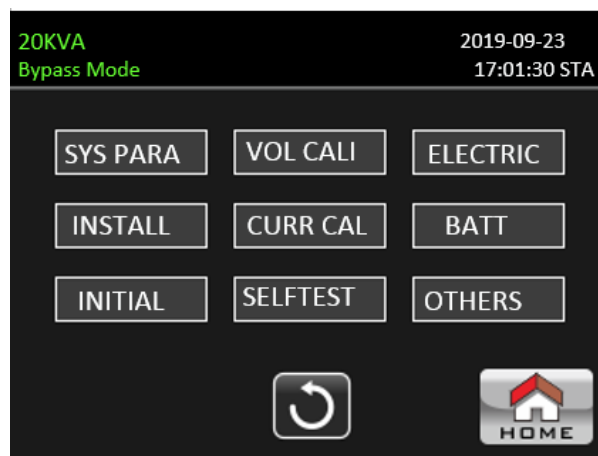 20KVA
2019-09-23
Bypass Mode
17:01:30 STA
SYS PARA
VOL CALI
ELECTRIC
INSTALL
CURR CAL
BATT
INITIAL
SELFTEST
OTHERS
HOME